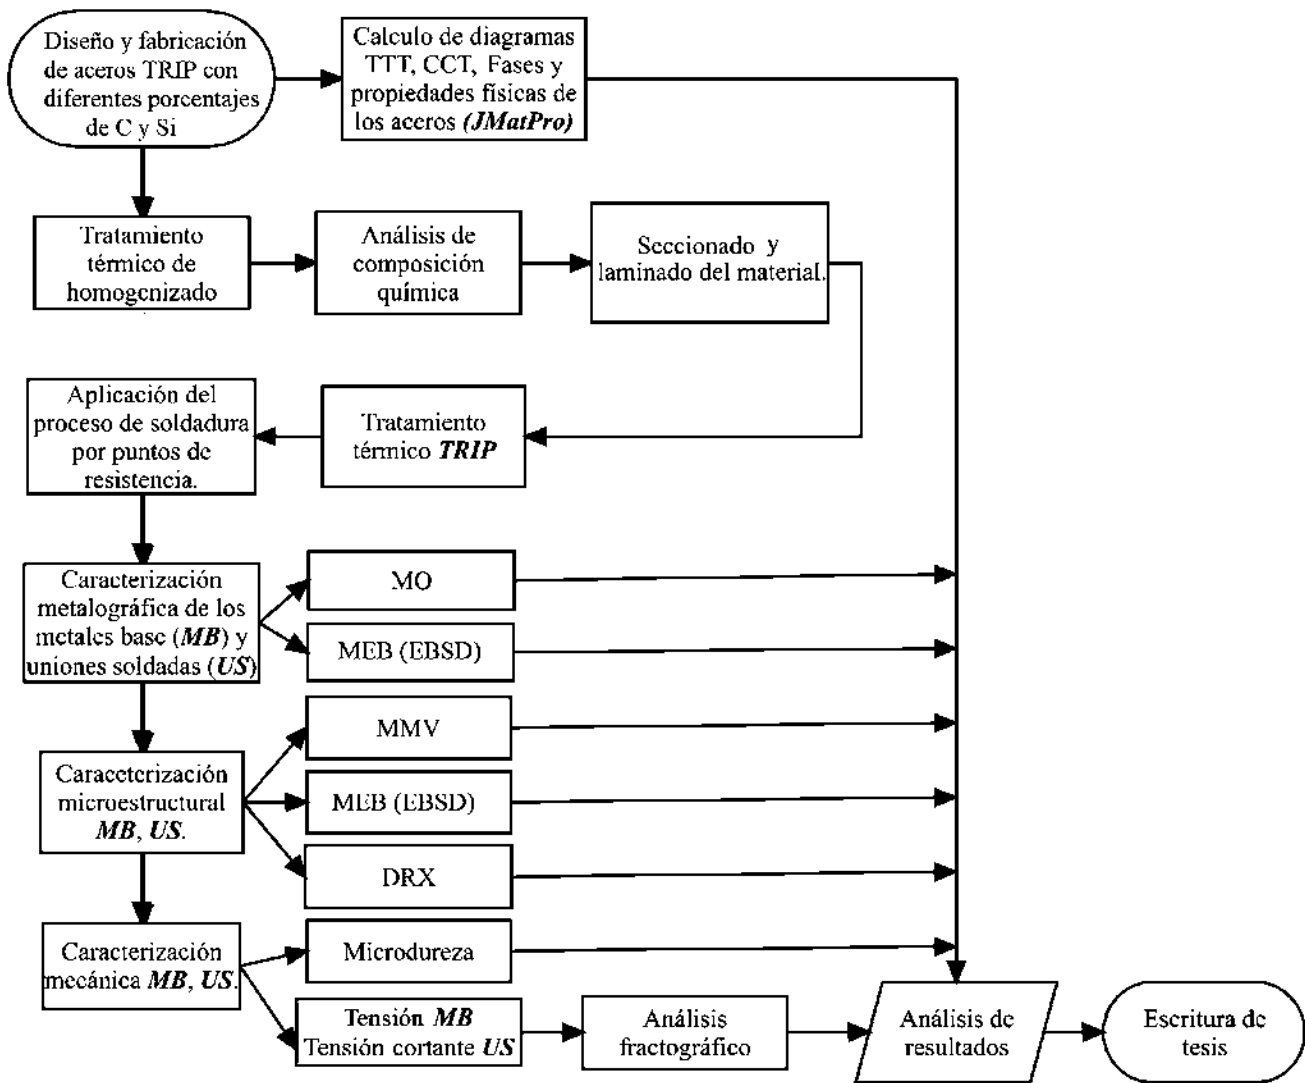 Diseño y fabricación
de aceros TRIP con
diferentes porcentajes
de C y Si
Calculo de diagramas
TTT, CCT, Fases y
propiedades físicas de
los aceros (JMatPro)
Tratamiento
térmico de
homogenizado
Análisis de
composición
química
Seccionado y
laminado del material.
Aplicación del
proceso de soldadura
por puntos de
resistencia.
Tratamiento
térmico TRIP
Caracterización
metalográfica de los
metales base (MB) y
uniones soldadas (US)
MO
MEB (EBSD)
Caraceterización
microestructural
MB, US.
MMV
MEB (EBSD)
DRX
Caracterización
mecánica MB, US.
Microdureza
Tensión MB
Tensión cortante US
Análisis
fractográfico
Análisis de
resultados
Escritura de
tesis